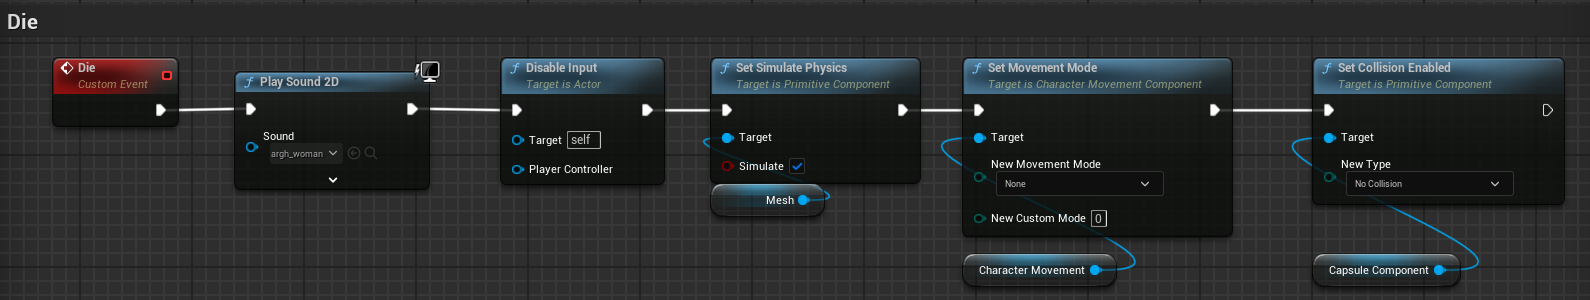 Die
Die
Custom Event
Play Sound 2D
Sound
argh_woman
Disable Input
Target is Actor
Target self
Player Controller
Set Simulate Physics
Target is Primitive Component
Target
Simulate
Mesh
Set Movement Mode
Target is Character Movement Component
Target
New Movement Mode
None
New Custom Mode 0
Character Movement
Set Collision Enabled
Target is Primitive Component
Target
New Type
No Collision
Capsule Component